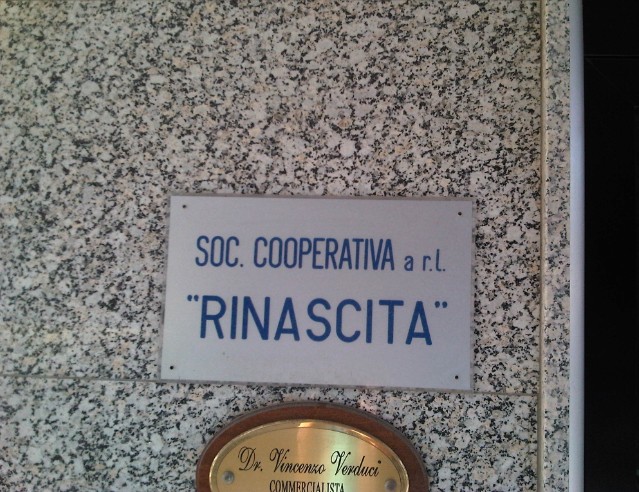 SOC. COOPERATIVA a r.l.
"RINASCITA"
Dr. Vincenzo Verduci
COMMERCIALISTA